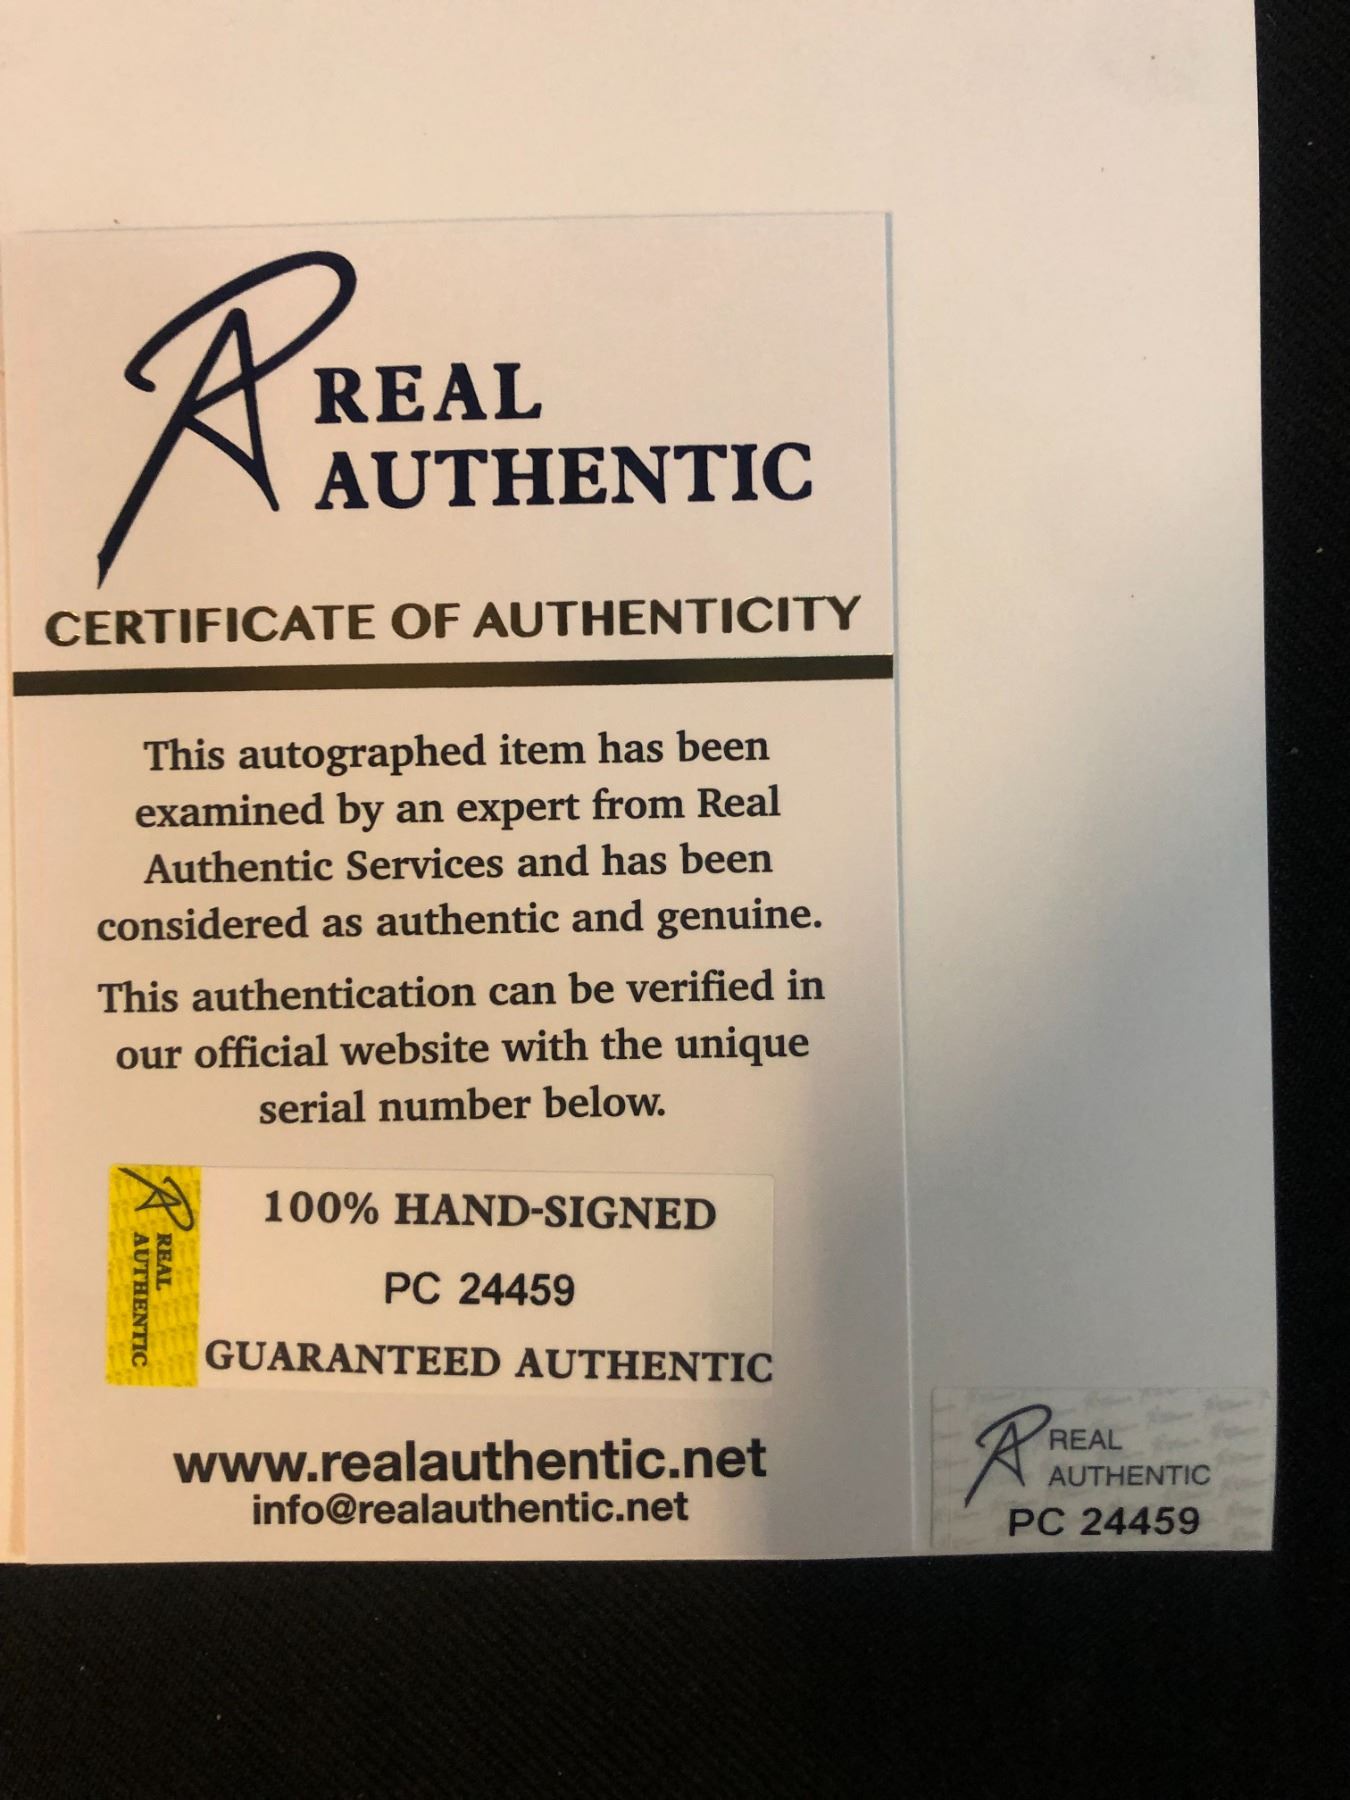 REAL
AUTHENTIC
CERTIFICATE OF AUTHENTICITY
This autographed item has been
examined by an expert from Real
Authentic Services and has been
considered as authentic and genuine.
This authentication can be verified in
our official website with the unique
serial number below.
REAL
AUTHENTIC
100% HAND-SIGNED
PC 24459
GUARANTEED AUTHENTIC
www.realauthentic.net
info@realauthentic.net
REAL
AUTHENTIC
PC 24459